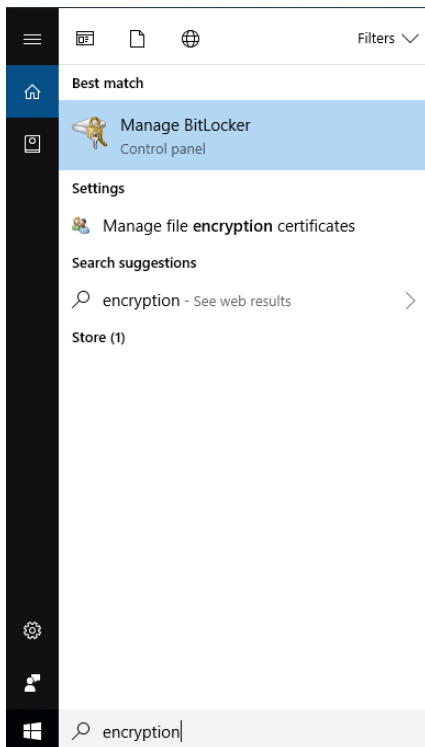 Filters
Best match
Manage BitLocker
Control panel
Settings
Manage file encryption certificates
Search suggestions
encryption - See web results
Store (1)
encryption